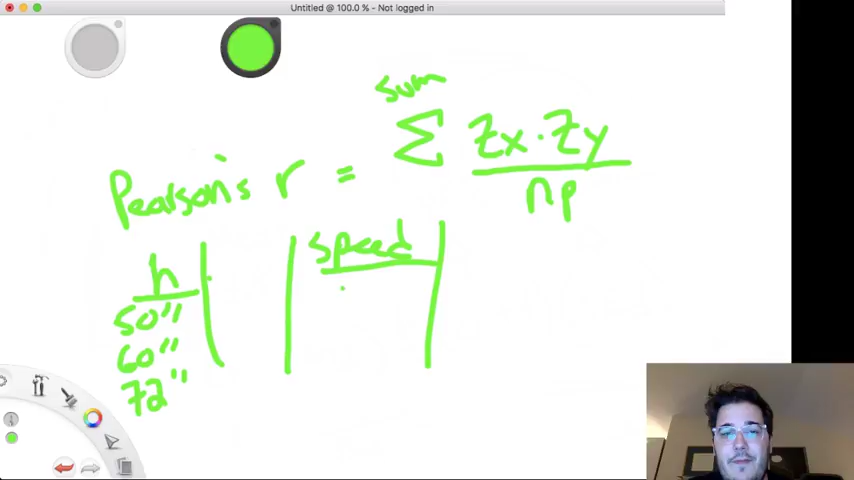 Untitled @ 100.0 % - Not logged in
sum
Pearson's r = Σ Zx · Zy
np
h speed
50"
60"
72"